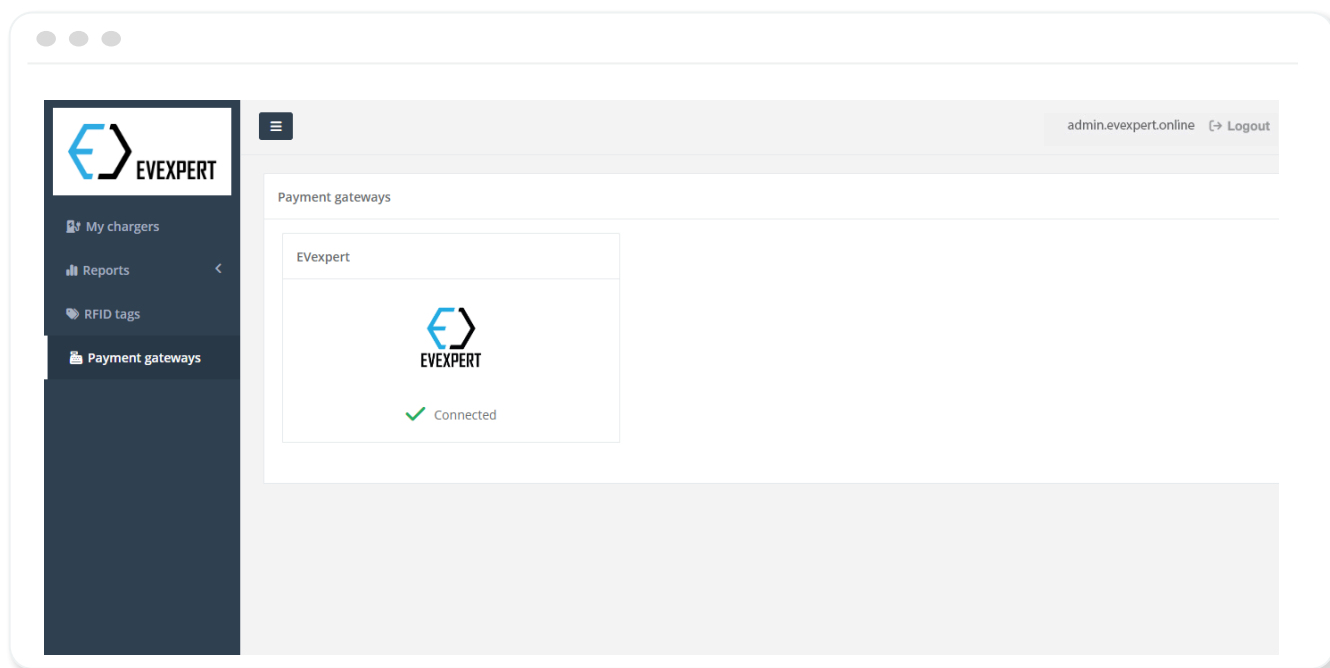 EVEXPERT
admin.evexpert.online Logout
My chargers
Reports
RFID tags
Payment gateways
Payment gateways
EVexpert
EVEXPERT
Connected